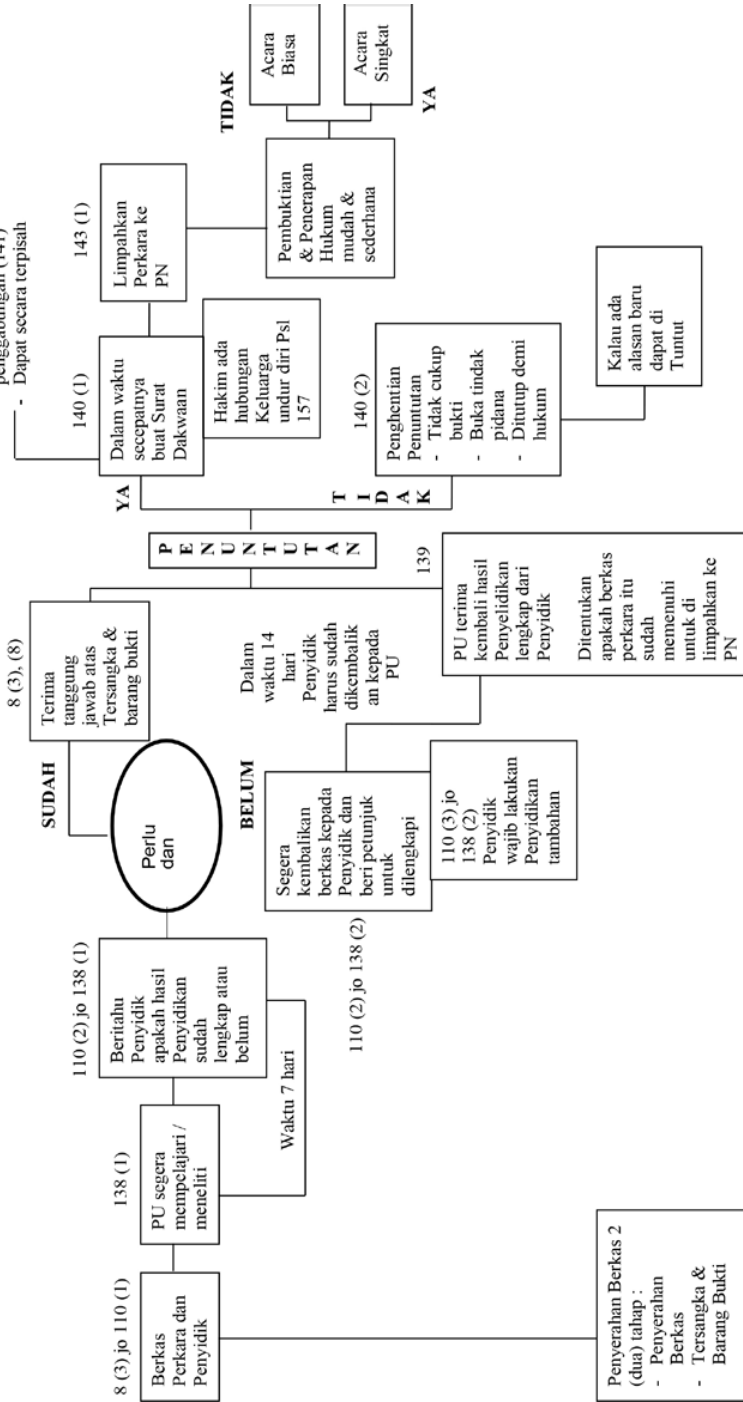 8 (3) jo 110 (1)
Berkas
Perkara dan
Penyidik
Penyerahan Berkas 2
(dua) tahap :
- Penyerahan
Berkas
- Tersangka &
Barang Bukti
138 (1)
PU segera
mempelajari /
meneliti
Waktu 7 hari
110 (2) jo 138 (1)
Beritahu
Penyidik
apakah hasil
Penyidikan
sudah
lengkap atau
belum
Perlu
dan
SUDAH
8 (3), (8)
Terima
tanggung
jawab atas
Tersangka &
barang bukti
BELUM
110 (2) jo 138 (2)
Segera
kembalikan
berkas kepada
Penyidik dan
beri petunjuk
untuk
dilengkapi
110 (3) jo
138 (2)
Penyidik
wajib lakukan
Penyidikan
tambahan
Dalam
waktu 14
hari
Penyidik
harus sudah
dikembalik
an kepada
PU
139
PU terima
kembali hasil
Penyelidikan
lengkap dari
Penyidik
Ditentukan
apakah berkas
perkara itu
sudah
memenuhi
untuk di
limpahkan ke
PN
P
E
N
U
N
T
U
T
A
N
YA
penggabungan (141)
- Dapat secara terpisah
140 (1)
Dalam waktu
secepatnya
buat Surat
Dakwaan
Hakim ada
hubungan
Keluarga
undur diri Psl
157
T
I
D
A
K
140 (2)
Penghentian
Penuntutan
- Tidak cukup
bukti
- Buka tindak
pidana
- Ditutup demi
hukum
Kalau ada
alasan baru
dapat di
Tuntut
143 (1)
Limpahkan
Perkara ke
PN
Pembuktian
& Penerapan
Hukum
mudah &
sederhana
TIDAK
Acara
Biasa
Acara
Singkat
YA